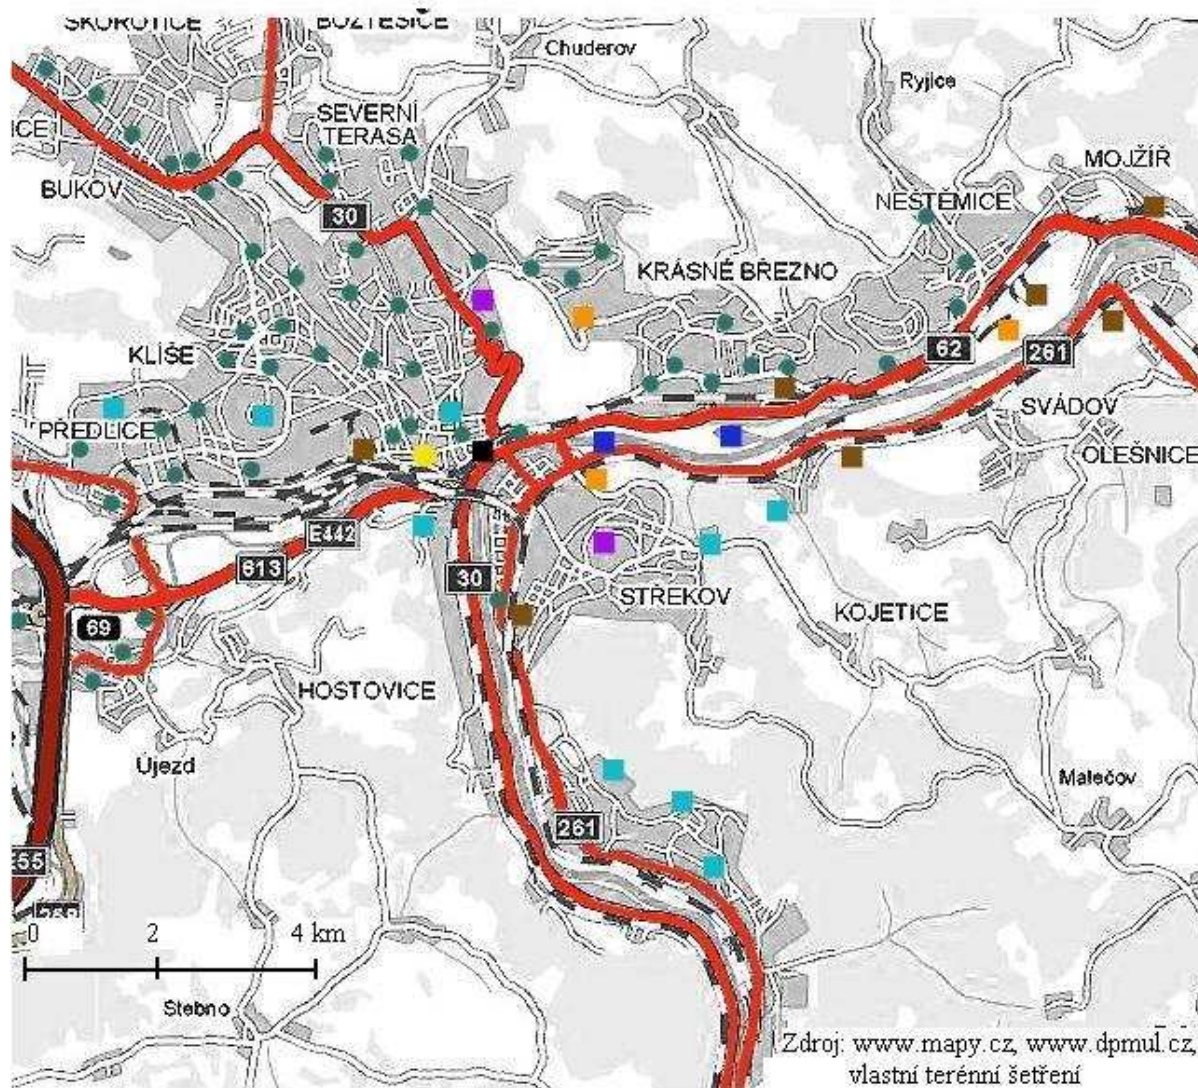 SKOROTICE
BOŽTĚŠICE
Chuderov
Ryjice
SEVERNÍ
TERASA
MOJŽÍŘ
BUKOV
30
NEŠTĚMICE
KRÁSNÉ BŘEZNO
KLÍŠE
62
261
PŘEDLICE
SVÁDOV
OLEŠNICE
E442
613
30
STŘEKOV
KOJETICE
69
HOSTOVICE
Újezd
Malečov
261
E55
0 2 4 km
Stebno
Zdroj: www.mapy.cz, www.dpmul.cz,
vlastní terénní šetření